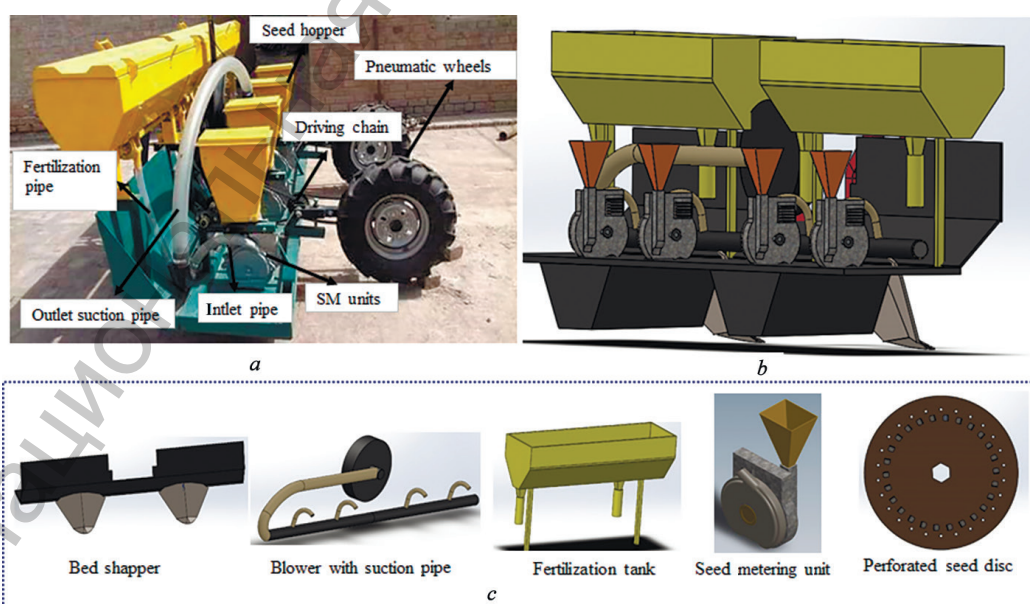 Seed hopper
Pneumatic wheels
Driving chain
Fertilization
pipe
Outlet suction pipe
Intlet pipe
SM units
a
b
Bed shapper
Blower with suction pipe
Fertilization tank
Seed metering unit
Perforated seed disc
c